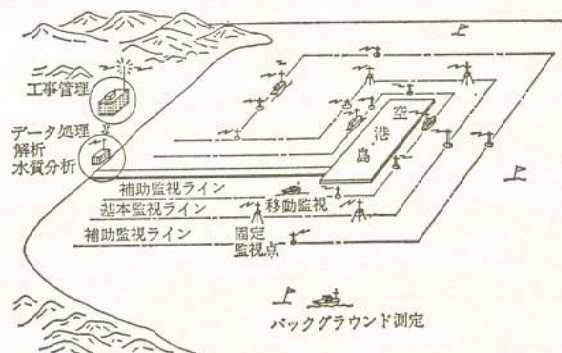 工事管理
データ処理
解析
水質分析
空港島
補助監視ライン
移動監視
基本監視ライン
固定
監視点
補助監視ライン
バックグラウンド測定